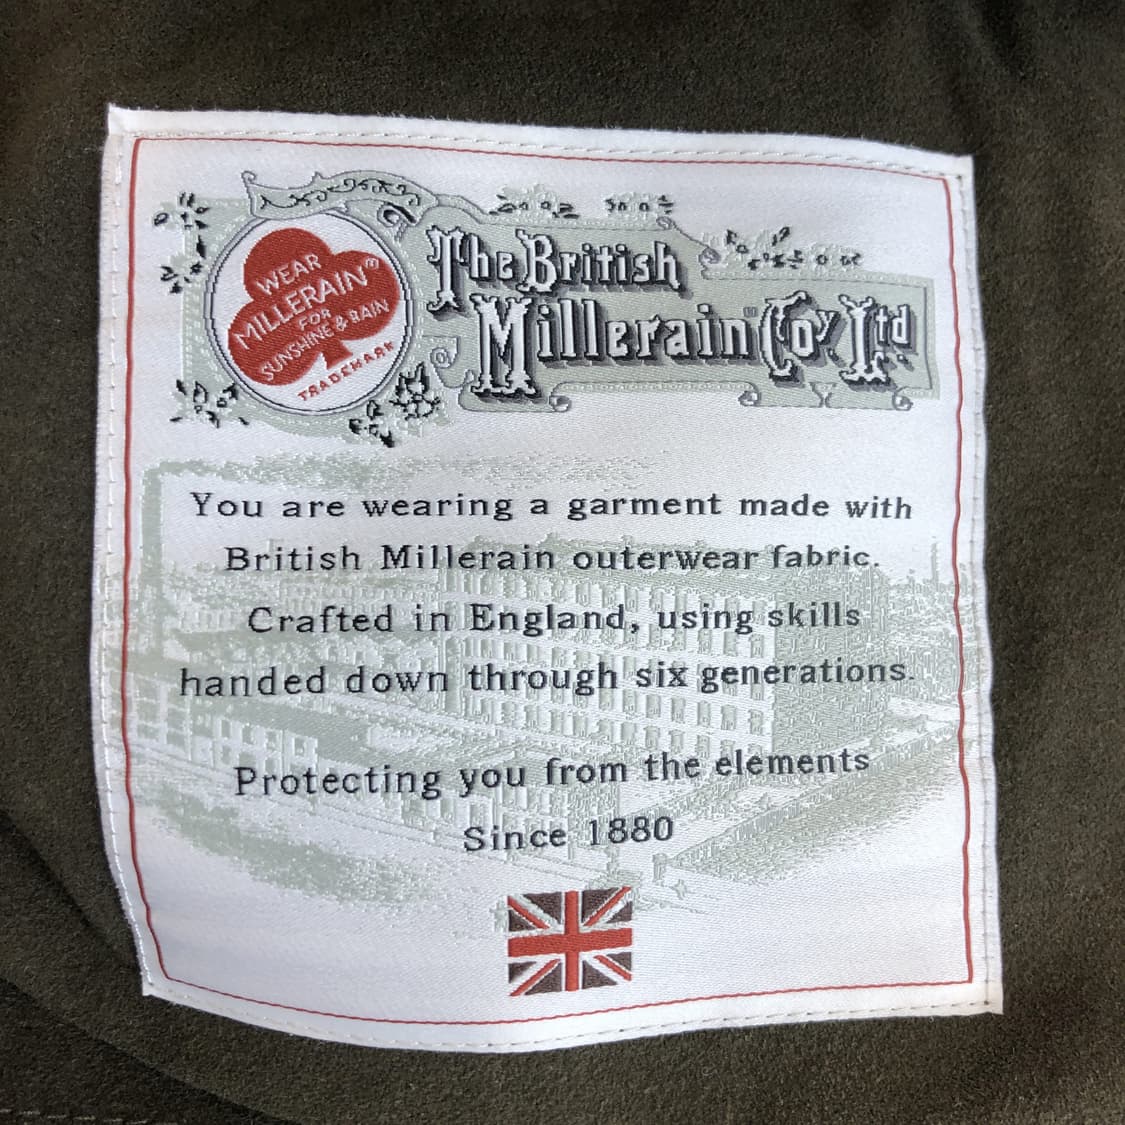 WEAR
MILLERAIN®
FOR
SUNSHINE & RAIN
TRADEMARK
The British
Millerain Coy Ltd
You are wearing a garment made with
British Millerain outerwear fabric.
Crafted in England, using skills
handed down through six generations.
Protecting you from the elements
Since 1880